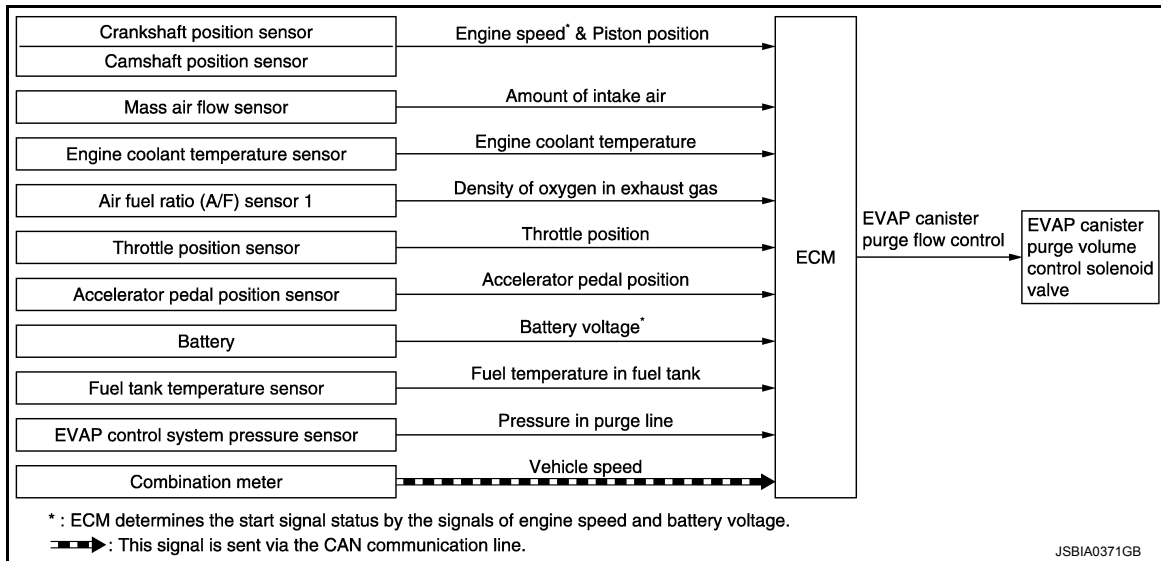 Crankshaft position sensor
Engine speed* & Piston position
Camshaft position sensor
Mass air flow sensor
Amount of intake air
Engine coolant temperature sensor
Engine coolant temperature
Air fuel ratio (A/F) sensor 1
Density of oxygen in exhaust gas
Throttle position sensor
Throttle position
Accelerator pedal position sensor
Accelerator pedal position
Battery
Battery voltage*
Fuel tank temperature sensor
Fuel temperature in fuel tank
EVAP control system pressure sensor
Pressure in purge line
Combination meter
Vehicle speed
ECM
EVAP canister
purge flow control
EVAP canister
purge volume
control solenoid
valve
* : ECM determines the start signal status by the signals of engine speed and battery voltage.
: This signal is sent via the CAN communication line.
JSBIA0371GB